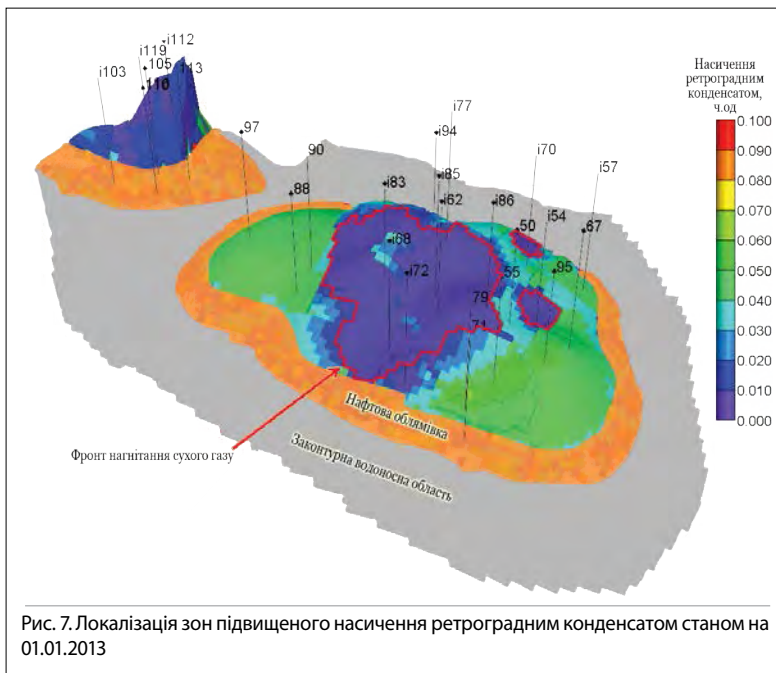 i112
i119
105
i103
113
110
97
90
88
i83
i94
i77
i85
i62
i86
i70
i57
50
i54
67
i68
i72
55
95
79
71
Насичення
ретроградним
конденсатом,
ч.од
0.100
0.090
0.080
0.070
0.060
0.050
0.040
0.030
0.020
0.010
0.000
Нафтова облямівка
Фронт нагнітання сухого газу
Законтурна водоносна область
Рис. 7. Локалізація зон підвищеного насичення ретроградним конденсатом станом на
01.01.2013